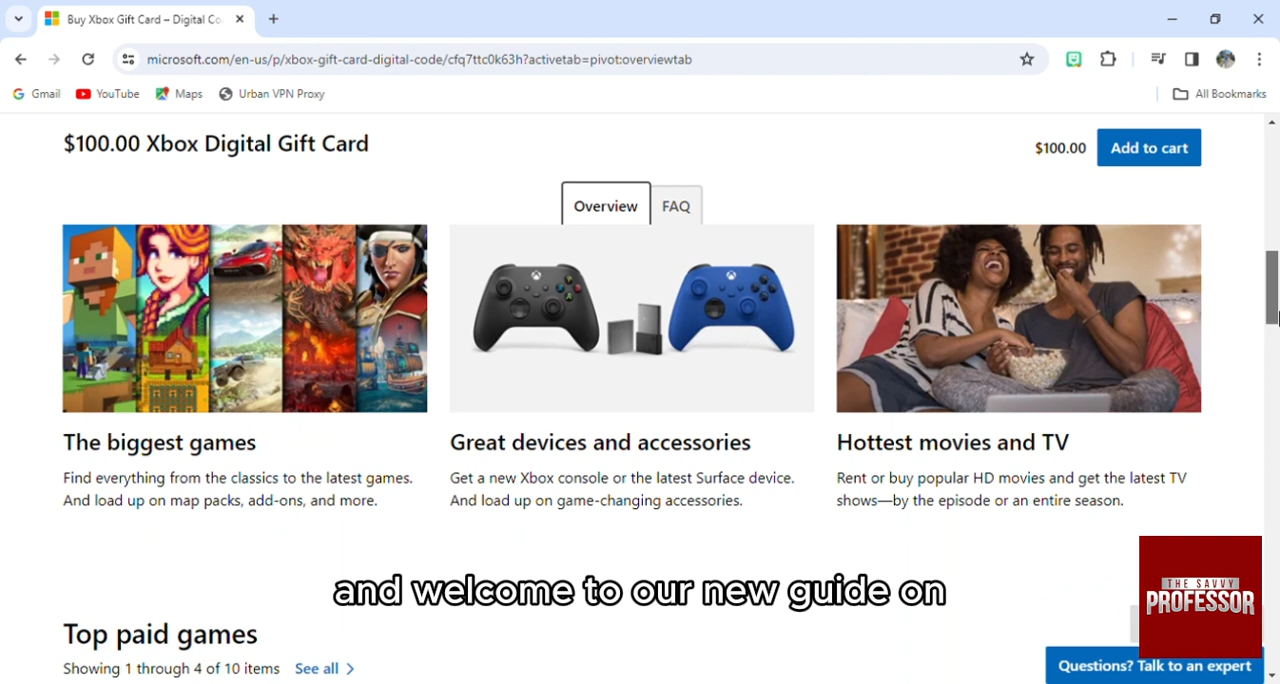 Buy Xbox Gift Card – Digital Co
microsoft.com/en-us/p/xbox-gift-card-digital-code/cfq7ttc0k63h?activetab=pivot:overviewtab
Gmail YouTube Maps Urban VPN Proxy All Bookmarks
$100.00 Xbox Digital Gift Card $100.00 Add to cart
Overview FAQ
The biggest games
Find everything from the classics to the latest games.
And load up on map packs, add-ons, and more.
Great devices and accessories
Get a new Xbox console or the latest Surface device.
And load up on game-changing accessories.
Hottest movies and TV
Rent or buy popular HD movies and get the latest TV
shows—by the episode or an entire season.
and welcome to our new guide on
THE SAVVY
PROFESSOR
Top paid games
Showing 1 through 4 of 10 items See all
Questions? Talk to an expert